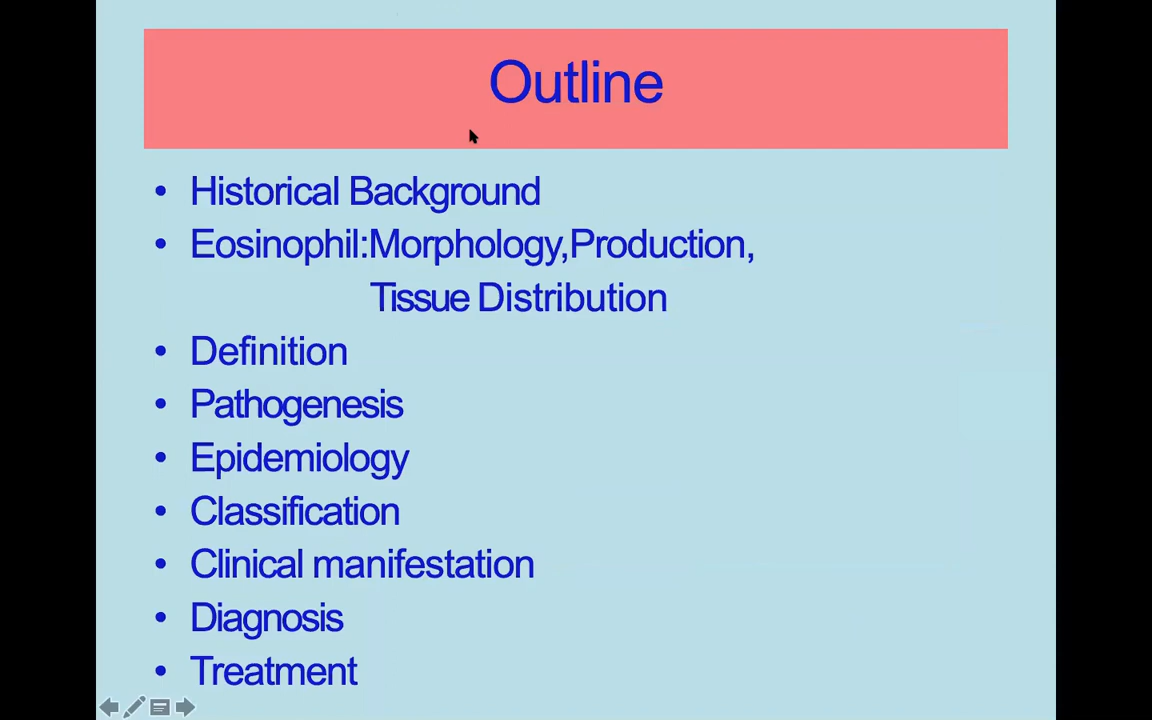 Outline
• Historical Background
• Eosinophil:Morphology,Production,
Tissue Distribution
• Definition
• Pathogenesis
• Epidemiology
• Classification
• Clinical manifestation
• Diagnosis
• Treatment